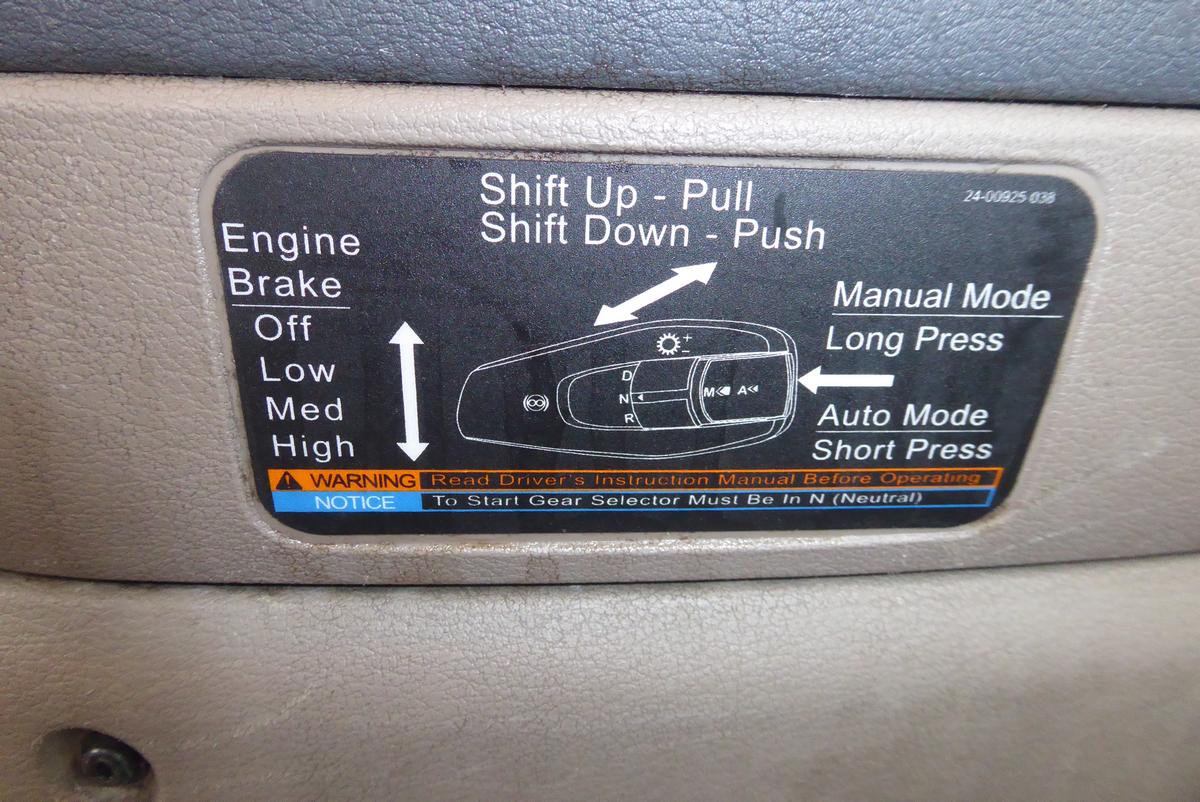 Shift Up - Pull
Shift Down - Push
24-00925 038
Engine
Brake
Off
Low
Med
High
D
N
R
M
A
Manual Mode
Long Press
Auto Mode
Short Press
WARNING Read Driver's Instruction Manual Before Operating
NOTICE To Start Gear Selector Must Be In N (Neutral)